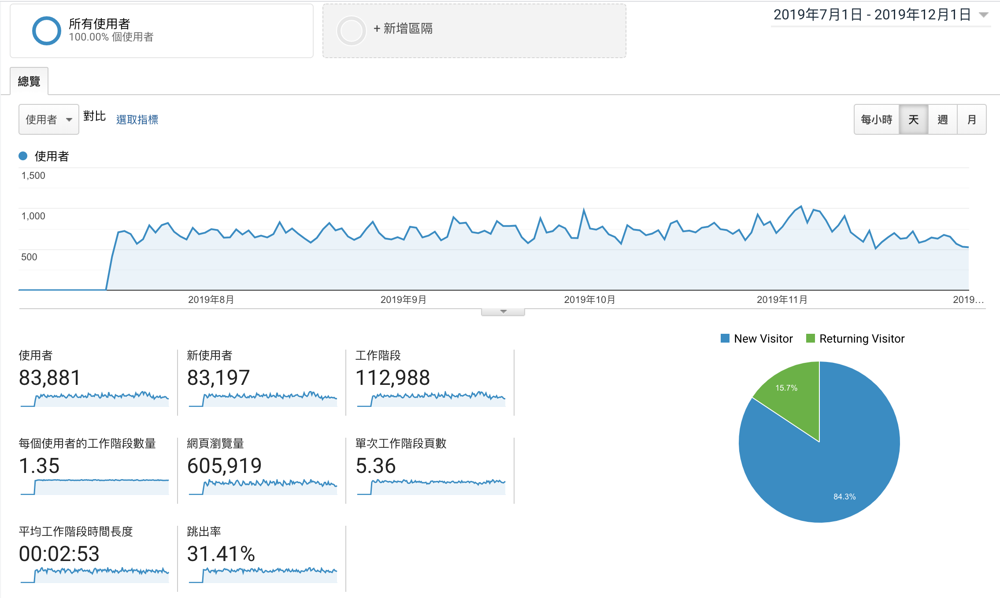 所有使用者
100.00% 個使用者
+ 新增區隔
2019年7月1日 - 2019年12月1日
總覽
使用者 對比 選取指標
每小時 天 週 月
使用者
1,500
1,000
500
2019年8月 2019年9月 2019年10月 2019年11月 2019…
New Visitor Returning Visitor
使用者
83,881
新使用者
83,197
工作階段
112,988
每個使用者的工作階段數量
1.35
網頁瀏覽量
605,919
單次工作階段頁數
5.36
平均工作階段時間長度
00:02:53
跳出率
31.41%
15.7%
84.3%